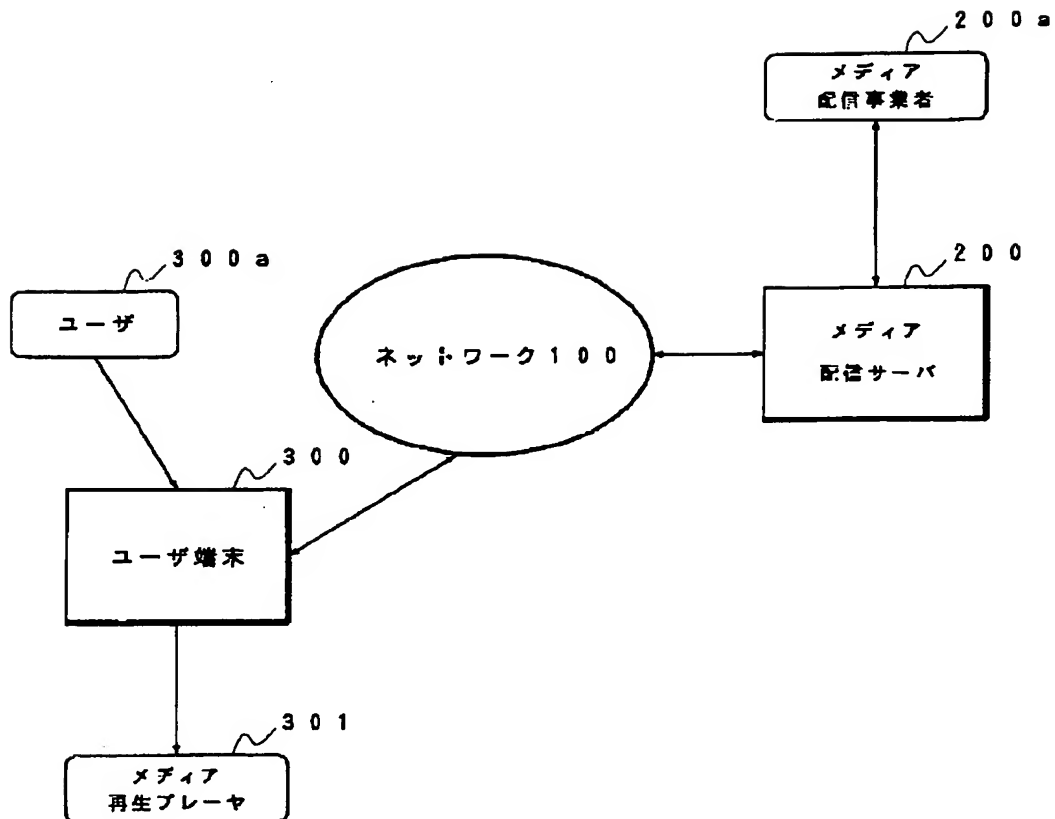 200a
メディア
配信事業者
300a
ユーザ
200
メディア
配信サーバ
ネットワーク100
300
ユーザ端末
301
メディア
再生プレーヤ